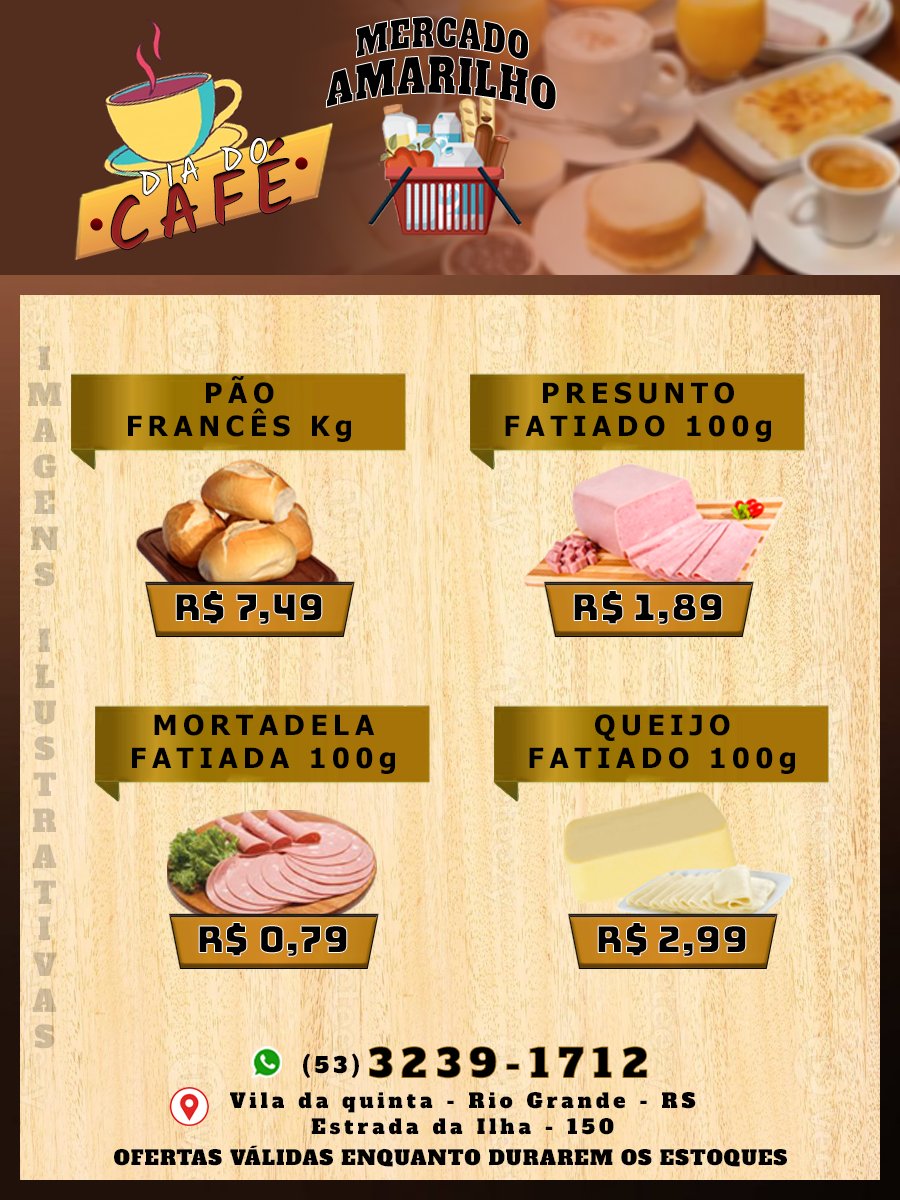 MERCADO
AMARILHO
DIA DO
CAFÉ
IMAGENS ILUSTRATIVAS
PÃO
FRANCÊS Kg
R$ 7,49
PRESUNTO
FATIADO 100g
R$ 1,89
MORTADELA
FATIADA 100g
R$ 0,79
QUEIJO
FATIADO 100g
R$ 2,99
(53) 3239-1712
Vila da quinta - Rio Grande - RS
Estrada da Ilha - 150
OFERTAS VÁLIDAS ENQUANTO DURAREM OS ESTOQUES